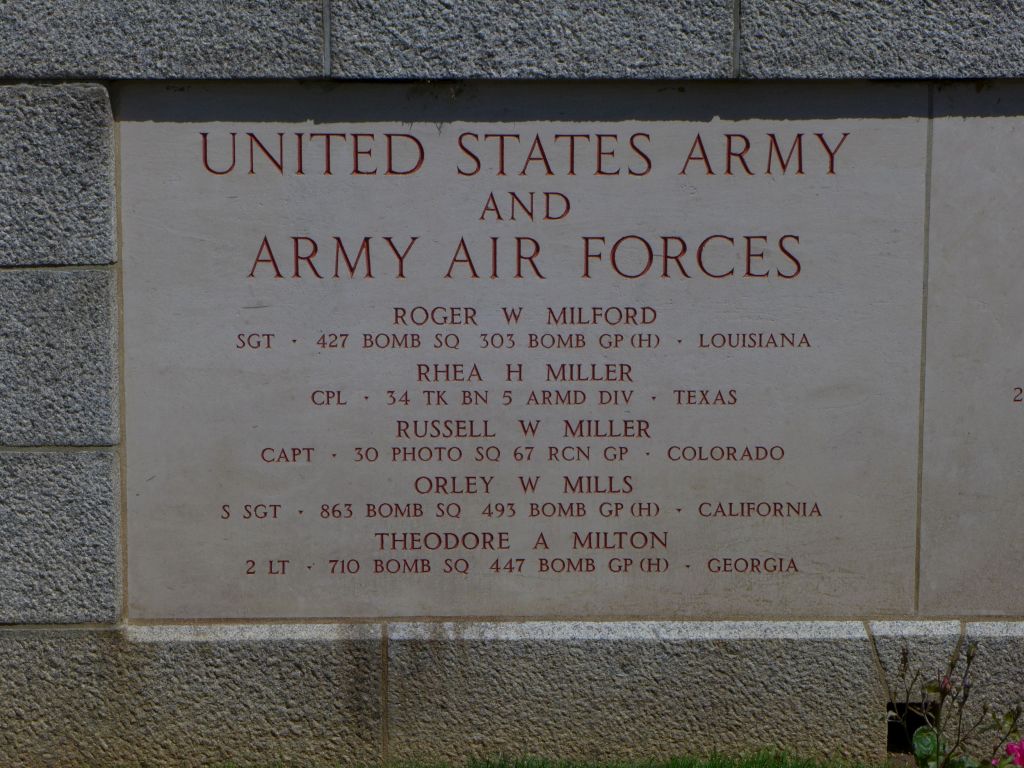 UNITED STATES ARMY
AND
ARMY AIR FORCES
ROGER W MILFORD
SGT · 427 BOMB SQ 303 BOMB GP (H) · LOUISIANA
RHEA H MILLER
CPL · 34 TK BN 5 ARMD DIV · TEXAS
RUSSELL W MILLER
CAPT · 30 PHOTO SQ 67 RCN GP · COLORADO
ORLEY W MILLS
S SGT · 863 BOMB SQ 493 BOMB GP (H) · CALIFORNIA
THEODORE A MILTON
2 LT · 710 BOMB SQ 447 BOMB GP (H) · GEORGIA
2